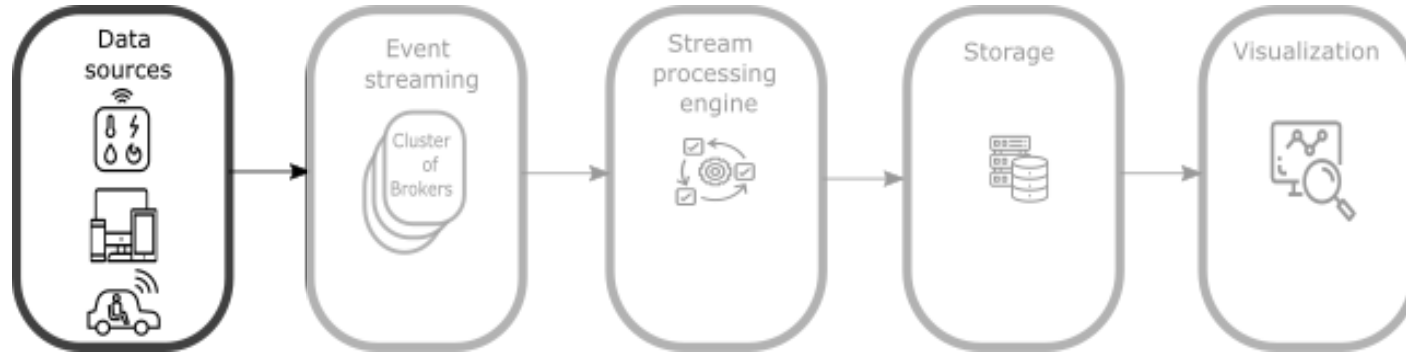 Data
sources
Event
streaming
Cluster
of
Brokers
Stream
processing
engine
Storage
Visualization